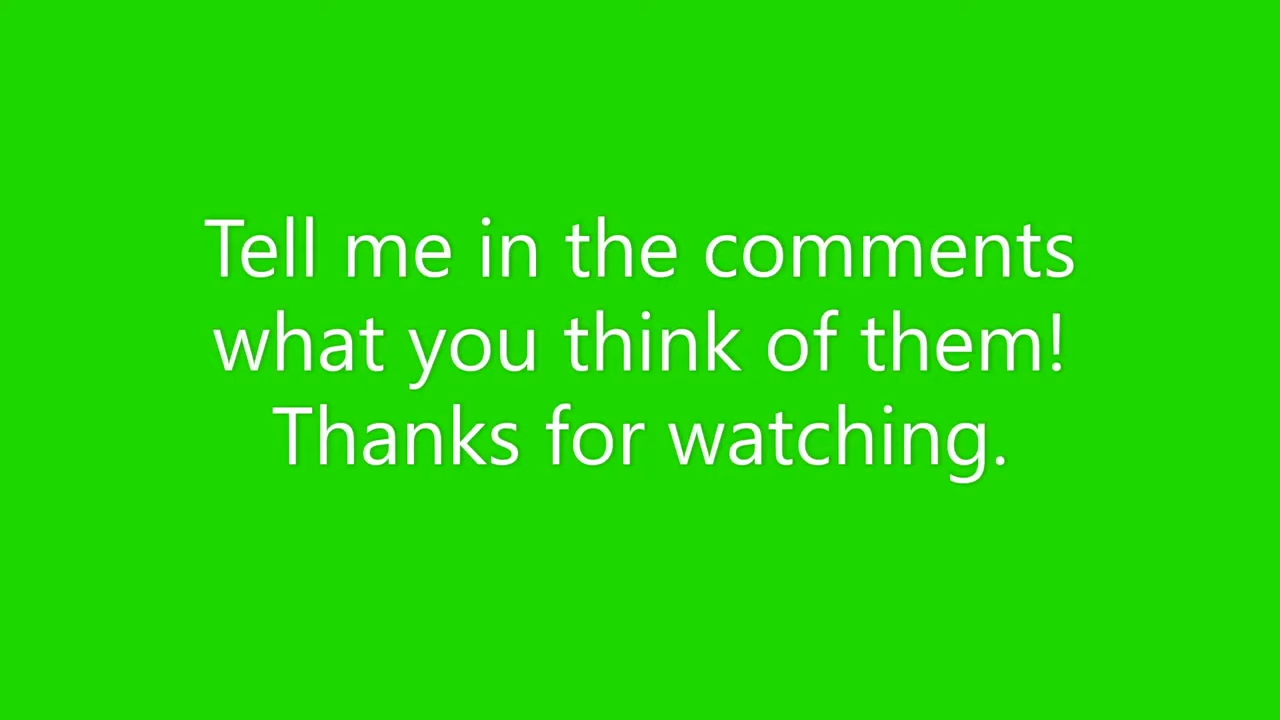 Tell me in the comments
what you think of them!
Thanks for watching.